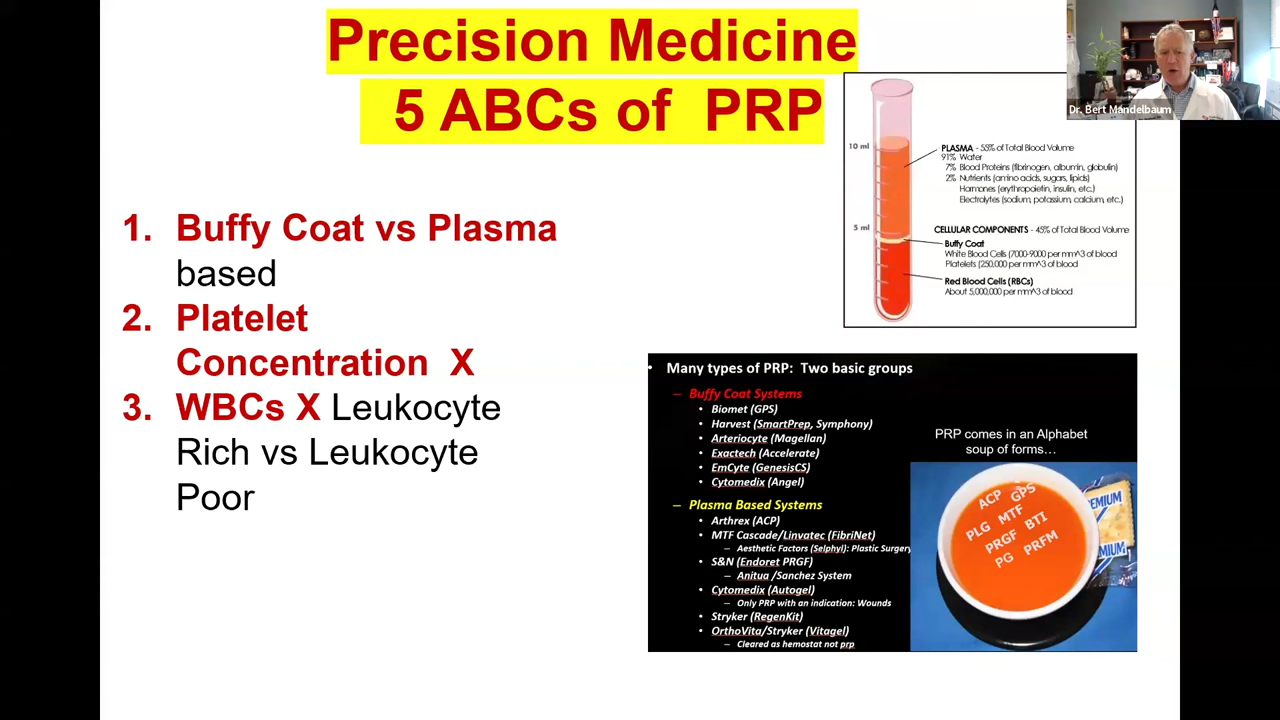 Precision Medicine
5 ABCs of PRP
Dr. Bert Mandelbaum
1. Buffy Coat vs Plasma
based
2. Platelet
Concentration X
3. WBCs X Leukocyte
Rich vs Leukocyte
Poor
10 ml
5 ml
PLASMA - 55% of Total Blood Volume
91% Water
7% Blood Proteins (fibrinogen, albumin, globulin)
2% Nutrients (amino acids, sugars, lipids)
Hormones (erythropoietin, insulin, etc.)
Electrolytes (sodium, potassium, calcium, etc.)
CELLULAR COMPONENTS - 45% of Total Blood Volume
Buffy Coat
White Blood Cells (7000-9000 per mm^3 of blood
Platelets (250,000 per mm^3 of blood
Red Blood Cells (RBCs)
About 5,000,000 per mm^3 of blood
• Many types of PRP: Two basic groups
– Buffy Coat Systems
• Biomet (GPS)
• Harvest (SmartPrep, Symphony)
• Arteriocyte (Magellan)
• Exactech (Accelerate)
• EmCyte (GenesisCS)
• Cytomedix (Angel)
– Plasma Based Systems
• Arthrex (ACP)
• MTF Cascade/Linvatec (FibriNet)
– Aesthetic Factors (Selphyl): Plastic Surgery
• S&N (Endoret PRGF)
– Anitua /Sanchez System
• Cytomedix (Autogel)
– Only PRP with an indication: Wounds
• Stryker (RegenKit)
• OrthoVita/Stryker (Vitagel)
– Cleared as hemostat not prp
PRP comes in an Alphabet
soup of forms…
ACP GPS
PLG MTF
PRGF BTI
PG PRFM
PREMIUM
MIUM